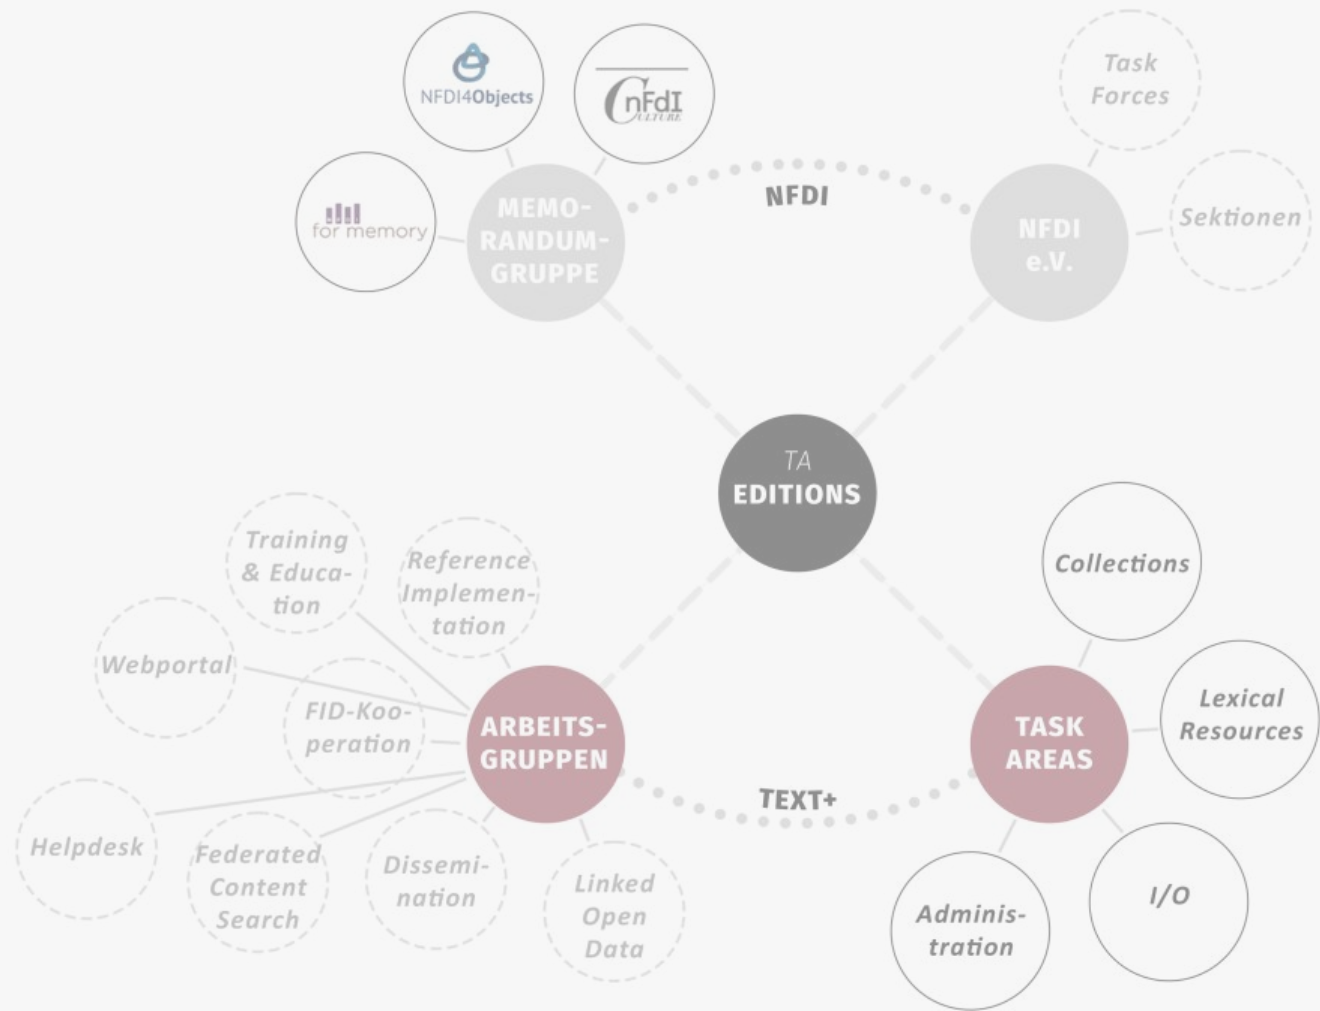 NFDI4Objects
CnFdI
CULTURE
for memory
MEMO-
RANDUM-
GRUPPE
NFDI
NFDI
e.V.
Task
Forces
Sektionen
TA
EDITIONS
Training
& Educa-
tion
Reference
Implemen-
tation
Webportal
FID-Koo-
peration
Helpdesk
Federated
Content
Search
Dissemi-
nation
Linked
Open
Data
ARBEITS-
GRUPPEN
TEXT+
TASK
AREAS
Collections
Lexical
Resources
I/O
Adminis-
tration